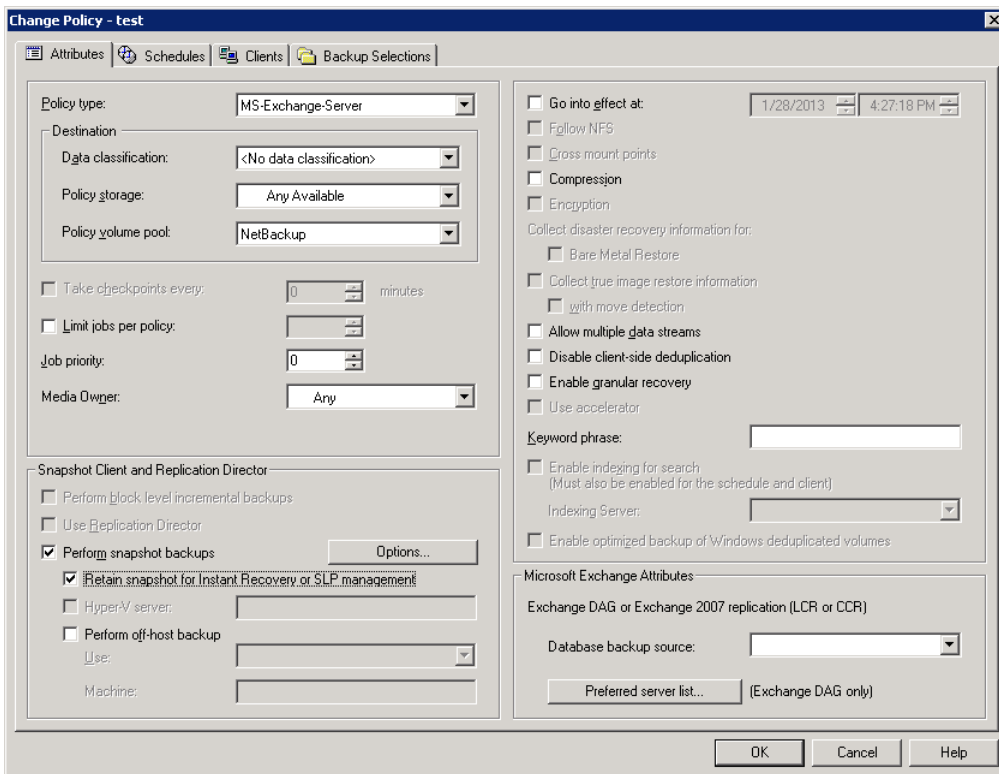 Change Policy - test
Attributes
Schedules
Clients
Backup Selections
Policy type:
MS-Exchange-Server
Destination
Data classification:
<No data classification>
Policy storage:
Any Available
Policy volume pool:
NetBackup
Take checkpoints every:
0
minutes
Limit jobs per policy:
Job priority:
0
Media Owner:
Any
Snapshot Client and Replication Director
Perform block level incremental backups
Use Replication Director
Perform snapshot backups
Options...
Retain snapshot for Instant Recovery or SLP management
Hyper-V server:
Perform off-host backup
Use:
Machine:
Go into effect at:
1/28/2013
4:27:18 PM
Follow NFS
Cross mount points
Compression
Encryption
Collect disaster recovery information for:
Bare Metal Restore
Collect true image restore information
with move detection
Allow multiple data streams
Disable client-side deduplication
Enable granular recovery
Use accelerator
Keyword phrase:
Enable indexing for search
(Must also be enabled for the schedule and client)
Indexing Server:
Enable optimized backup of Windows deduplicated volumes
Microsoft Exchange Attributes
Exchange DAG or Exchange 2007 replication (LCR or CCR)
Database backup source:
Preferred server list...
(Exchange DAG only)
OK
Cancel
Help